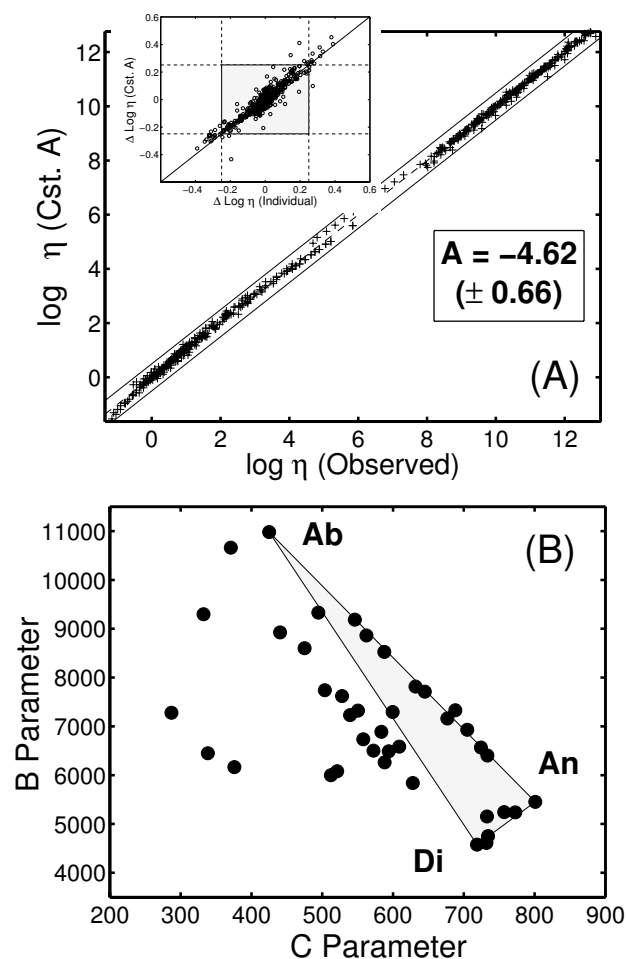 12
10
8
6
4
2
0
log η (Cst. A)
0.6
0.4
0.2
0
−0.2
−0.4
Δ Log η (Cst. A)
−0.4 −0.2 0 0.2 0.4 0.6
Δ Log η (Individual)
A = −4.62
(± 0.66)
(A)
0 2 4 6 8 10 12
log η (Observed)
11000
10000
9000
8000
7000
6000
5000
4000
B Parameter
Ab
(B)
An
Di
200 300 400 500 600 700 800 900
C Parameter